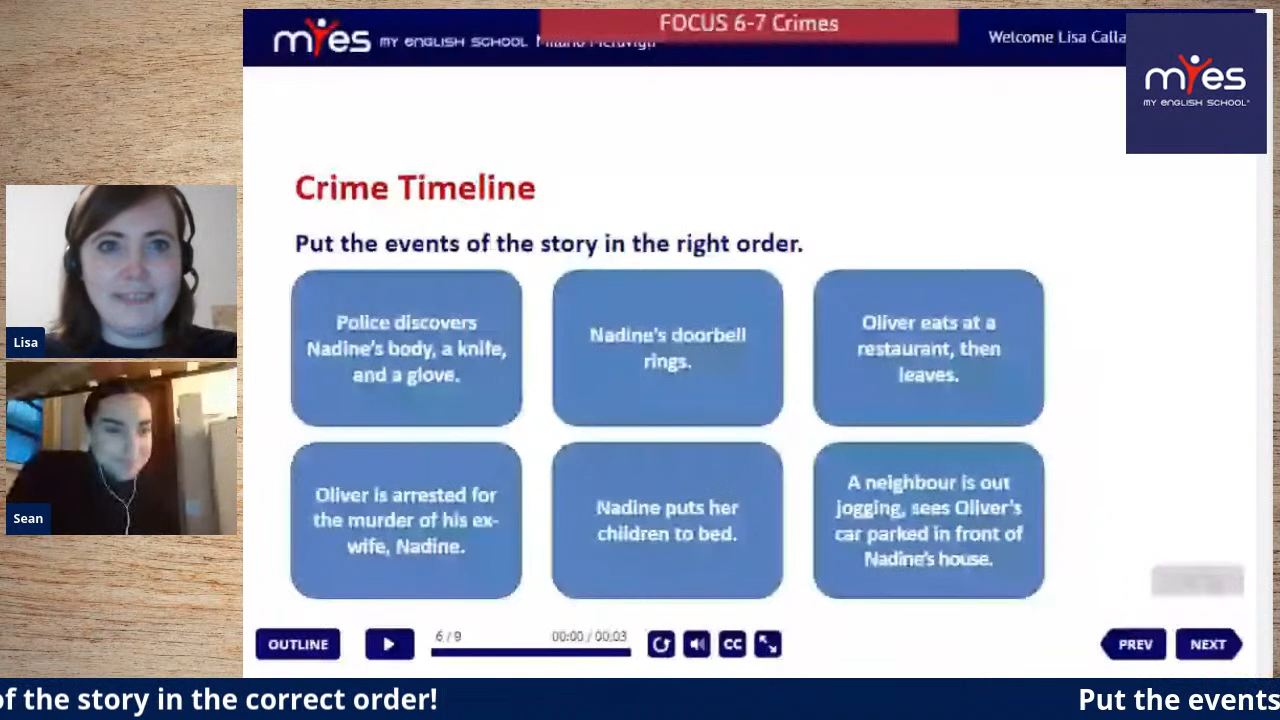 FOCUS 6-7 Crimes
myes MY ENGLISH SCHOOL
Welcome Lisa Calla
myes
MY ENGLISH SCHOOL
Crime Timeline
Put the events of the story in the right order.
Police discovers
Nadine's body, a knife,
and a glove.
Nadine's doorbell
rings.
Oliver eats at a
restaurant, then
leaves.
Oliver is arrested for
the murder of his ex-
wife, Nadine.
Nadine puts her
children to bed.
A neighbour is out
jogging, sees Oliver's
car parked in front of
Nadine's house.
Lisa
Sean
OUTLINE
6 / 9
00:00 / 00:03
CC
PREV
NEXT
of the story in the correct order!
Put the events